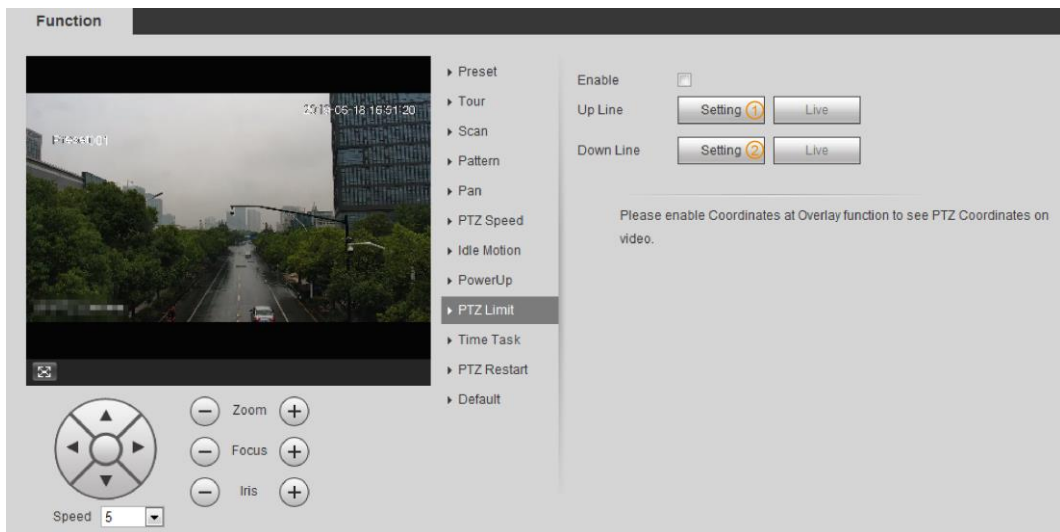 Function
2019-05-18 16:51:20
Preset
Tour
Scan
Pattern
Pan
PTZ Speed
Idle Motion
PowerUp
PTZ Limit
Time Task
PTZ Restart
Default
Zoom
Focus
Iris
Speed 5
Enable
Up Line Setting 1 Live
Down Line Setting 2 Live
Please enable Coordinates at Overlay function to see PTZ Coordinates on
video.